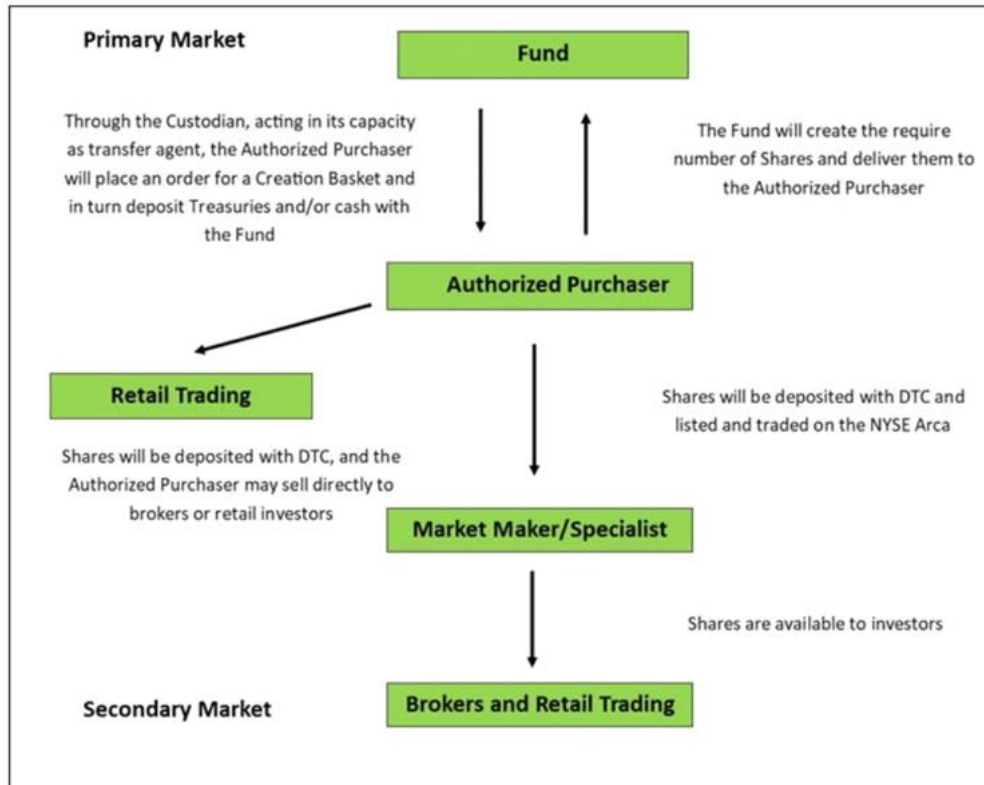 Primary Market
Fund
Through the Custodian, acting in its capacity
as transfer agent, the Authorized Purchaser
will place an order for a Creation Basket and
in turn deposit Treasuries and/or cash with
the Fund
The Fund will create the require
number of Shares and deliver them to
the Authorized Purchaser
Authorized Purchaser
Retail Trading
Shares will be deposited with DTC, and the
Authorized Purchaser may sell directly to
brokers or retail investors
Shares will be deposited with DTC and
listed and traded on the NYSE Arca
Market Maker/Specialist
Shares are available to investors
Brokers and Retail Trading
Secondary Market